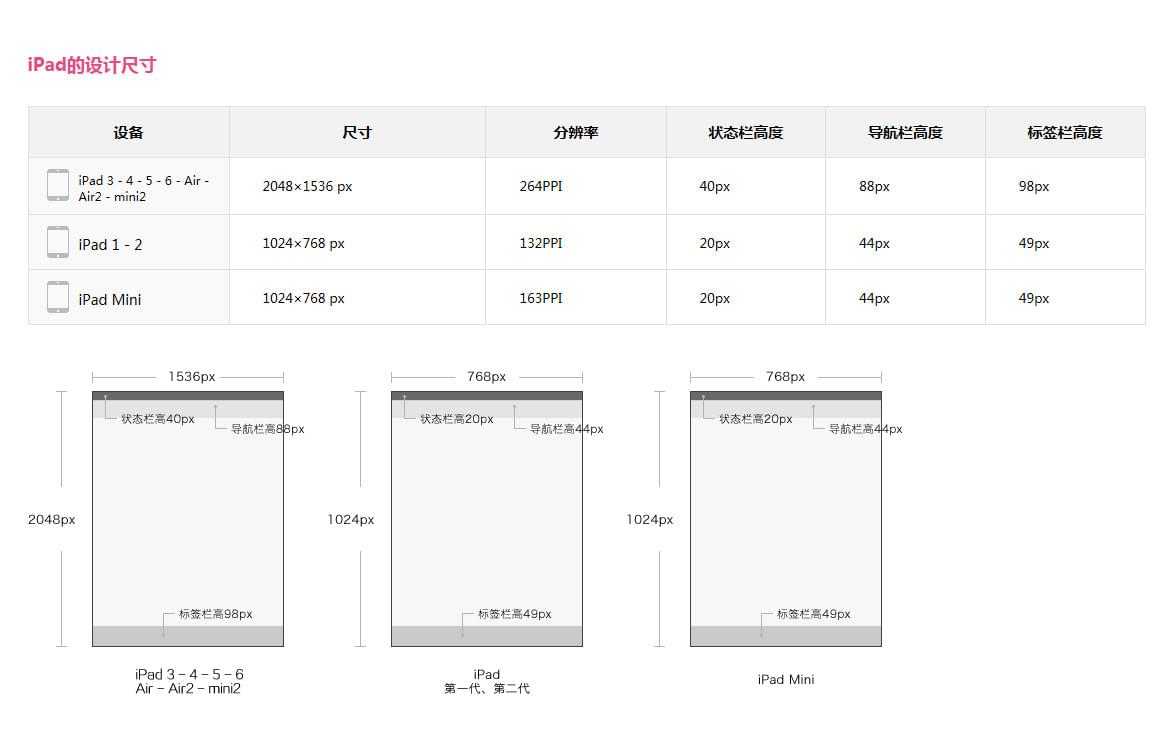 iPad的设计尺寸
设备 尺寸 分辨率 状态栏高度 导航栏高度 标签栏高度
iPad 3 - 4 - 5 - 6 - Air -
Air2 - mini2
2048×1536 px 264PPI 40px 88px 98px
iPad 1 - 2 1024×768 px 132PPI 20px 44px 49px
iPad Mini 1024×768 px 163PPI 20px 44px 49px
1536px
状态栏高40px
导航栏高88px
2048px
标签栏高98px
iPad 3 – 4 – 5 – 6
Air – Air2 – mini2
768px
状态栏高20px
导航栏高44px
1024px
标签栏高49px
iPad
第一代、第二代
768px
状态栏高20px
导航栏高44px
1024px
标签栏高49px
iPad Mini